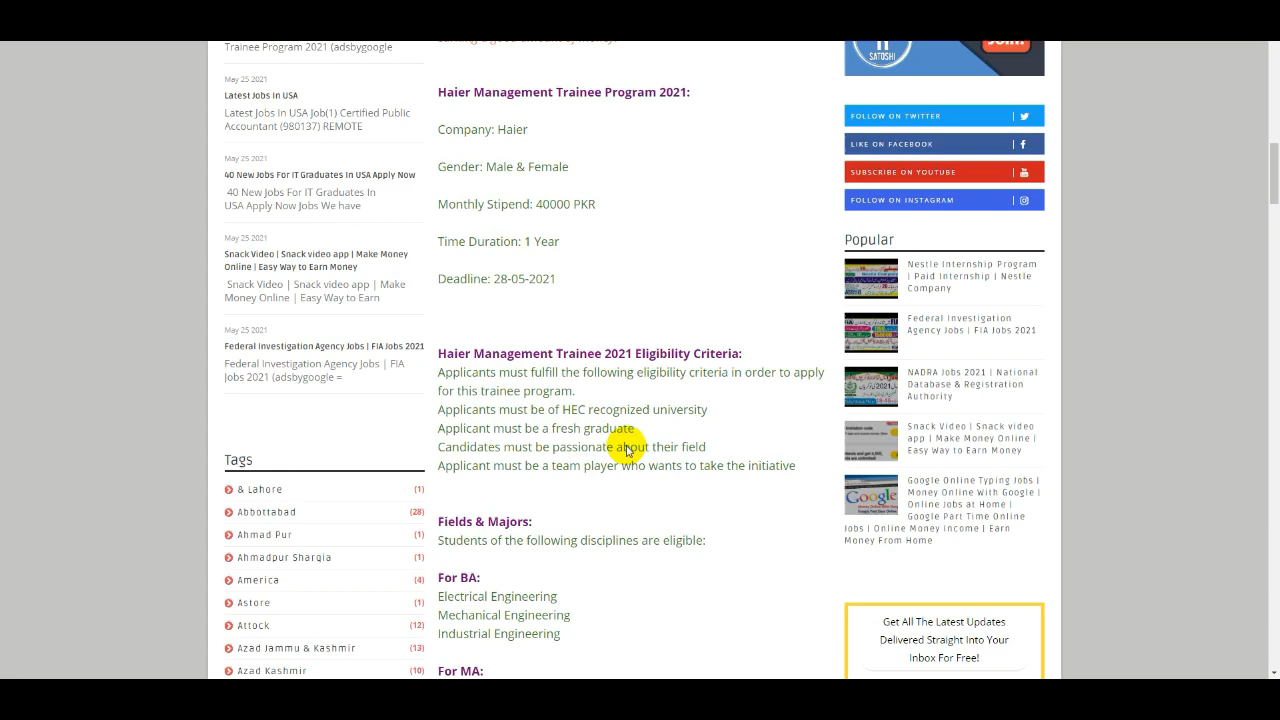 Trainee Program 2021 (adsbygoogle
May 25 2021
Latest Jobs In USA
Latest Jobs In USA Job(1) Certified Public
Accountant (980137) REMOTE
May 25 2021
40 New Jobs For IT Graduates In USA Apply Now
40 New Jobs For IT Graduates In
USA Apply Now Jobs We have
May 25 2021
Snack Video | Snack video app | Make Money
Online | Easy Way to Earn Money
Snack Video | Snack video app | Make
Money Online | Easy Way to Earn
May 25 2021
Federal Investigation Agency Jobs | FIA Jobs 2021
Federal Investigation Agency Jobs | FIA
Jobs 2021 (adsbygoogle =
Tags
& Lahore (1)
Abbottabad (28)
Ahmad Pur (1)
Ahmadpur Sharqia (1)
America (4)
Astore (1)
Attock (12)
Azad Jammu & Kashmir (13)
Azad Kashmir (10)
Haier Management Trainee Program 2021:
Company: Haier
Gender: Male & Female
Monthly Stipend: 40000 PKR
Time Duration: 1 Year
Deadline: 28-05-2021
Haier Management Trainee 2021 Eligibility Criteria:
Applicants must fulfill the following eligibility criteria in order to apply
for this trainee program.
Applicants must be of HEC recognized university
Applicant must be a fresh graduate
Candidates must be passionate about their field
Applicant must be a team player who wants to take the initiative
Fields & Majors:
Students of the following disciplines are eligible:
For BA:
Electrical Engineering
Mechanical Engineering
Industrial Engineering
For MA:
SATOSHI
JOIN!
FOLLOW ON TWITTER
LIKE ON FACEBOOK
SUBSCRIBE ON YOUTUBE
FOLLOW ON INSTAGRAM
Popular
Nestle Internship Program
| Paid Internship | Nestle
Company
Federal Investigation
Agency Jobs | FIA Jobs 2021
NADRA Jobs 2021 | National
Database & Registration
Authority
Snack Video | Snack video
app | Make Money Online |
Easy Way to Earn Money
Google Online Typing Jobs |
Money Online With Google |
Online Jobs at Home |
Google Part Time Online
Jobs | Online Money Income | Earn
Money From Home
Get All The Latest Updates
Delivered Straight Into Your
Inbox For Free!